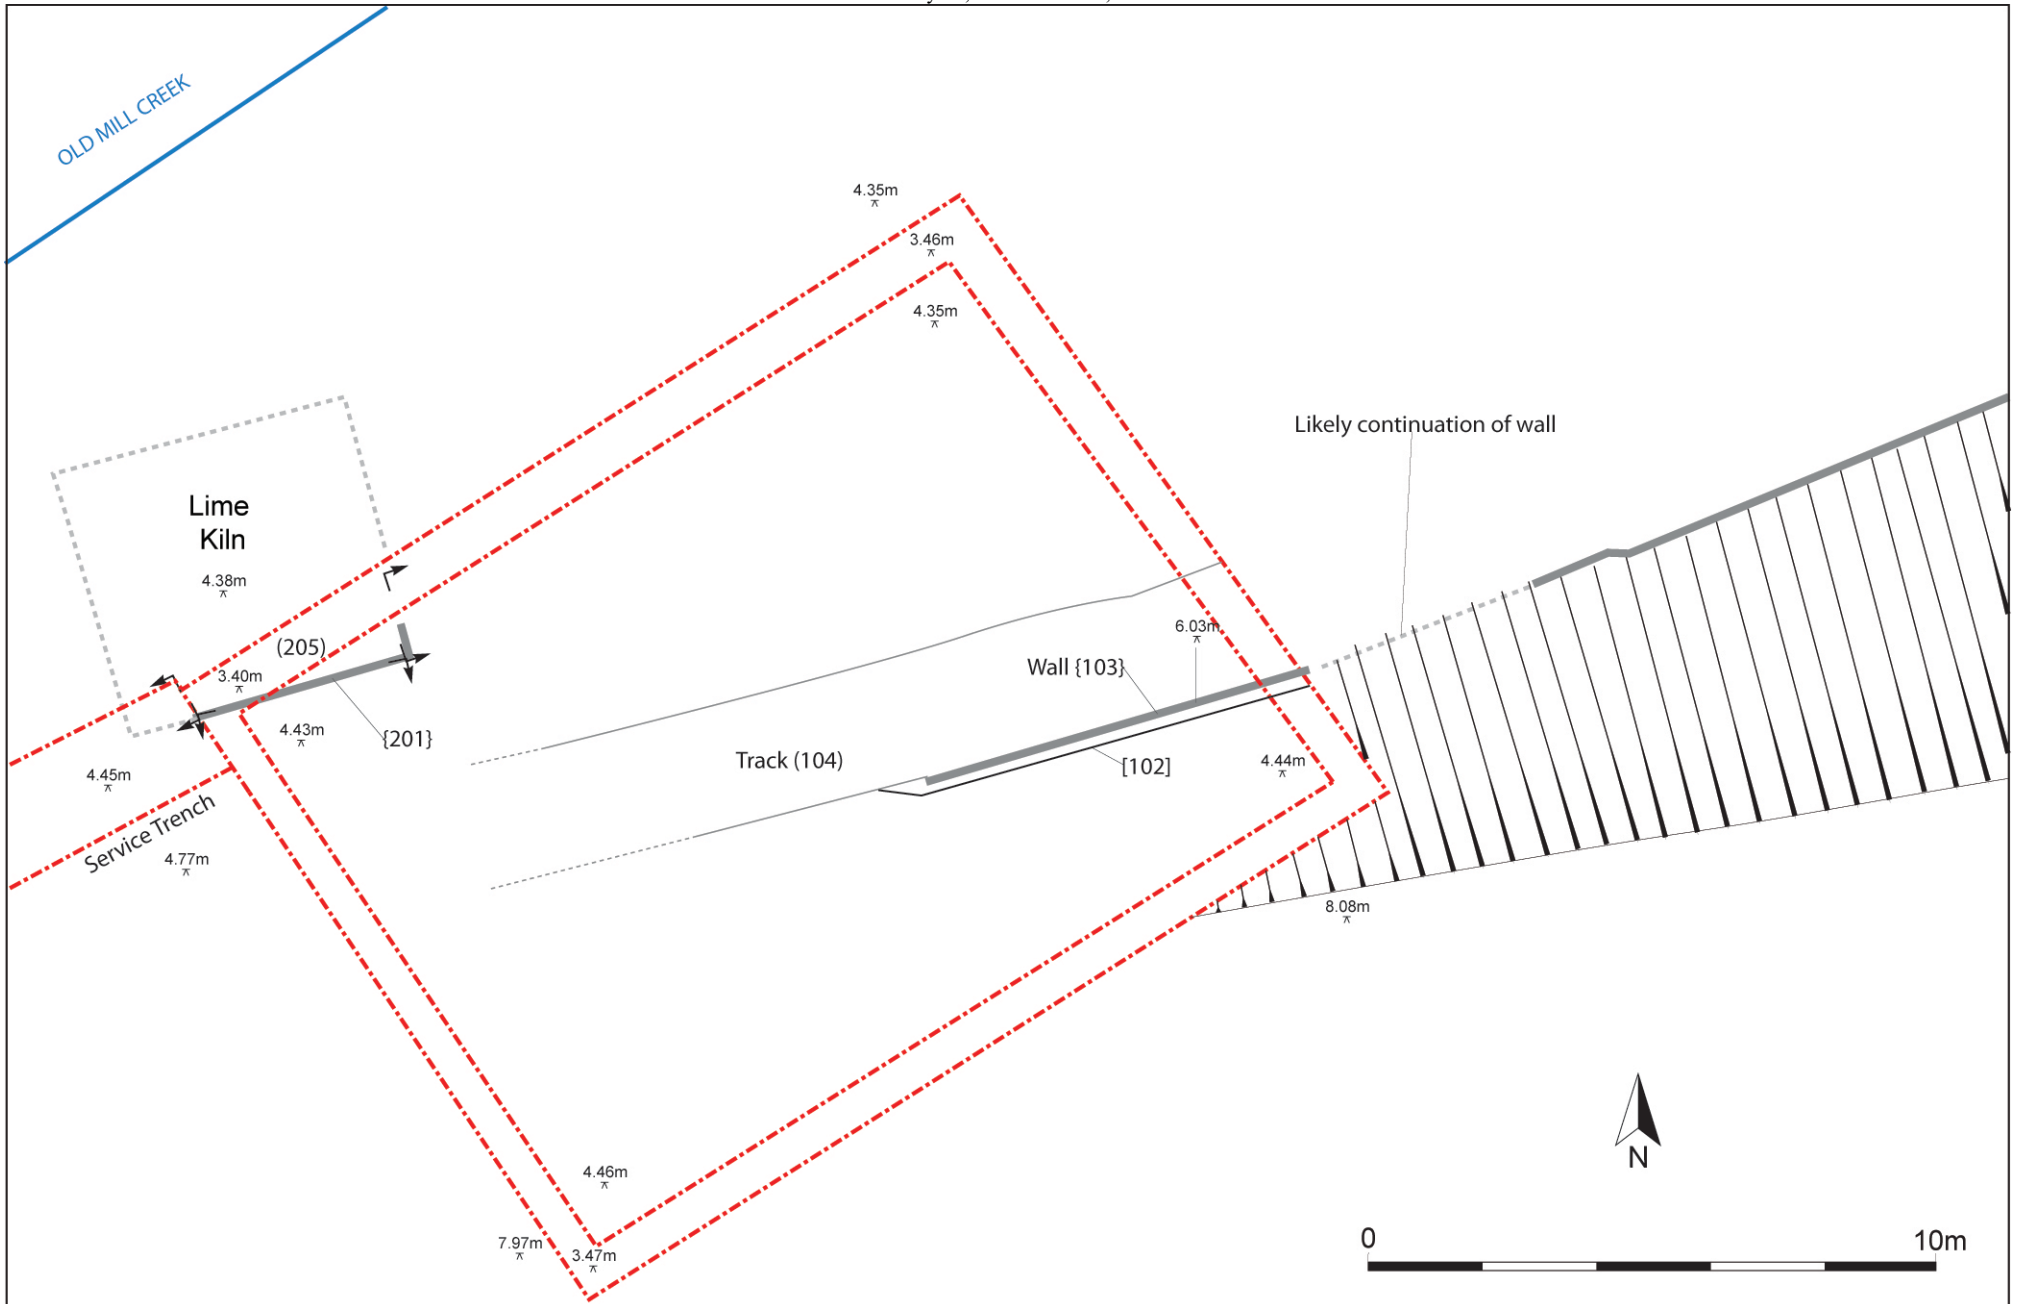 OLD MILL CREEK
4.35m
3.46m
4.35m
Likely continuation of wall
Lime
Kiln
4.38m
(205)
3.40m
4.43m
{201}
6.03m
Wall {103}
Track (104)
[102]
4.44m
4.45m
Service Trench
4.77m
8.08m
4.46m
7.97m
3.47m
N
0
10m